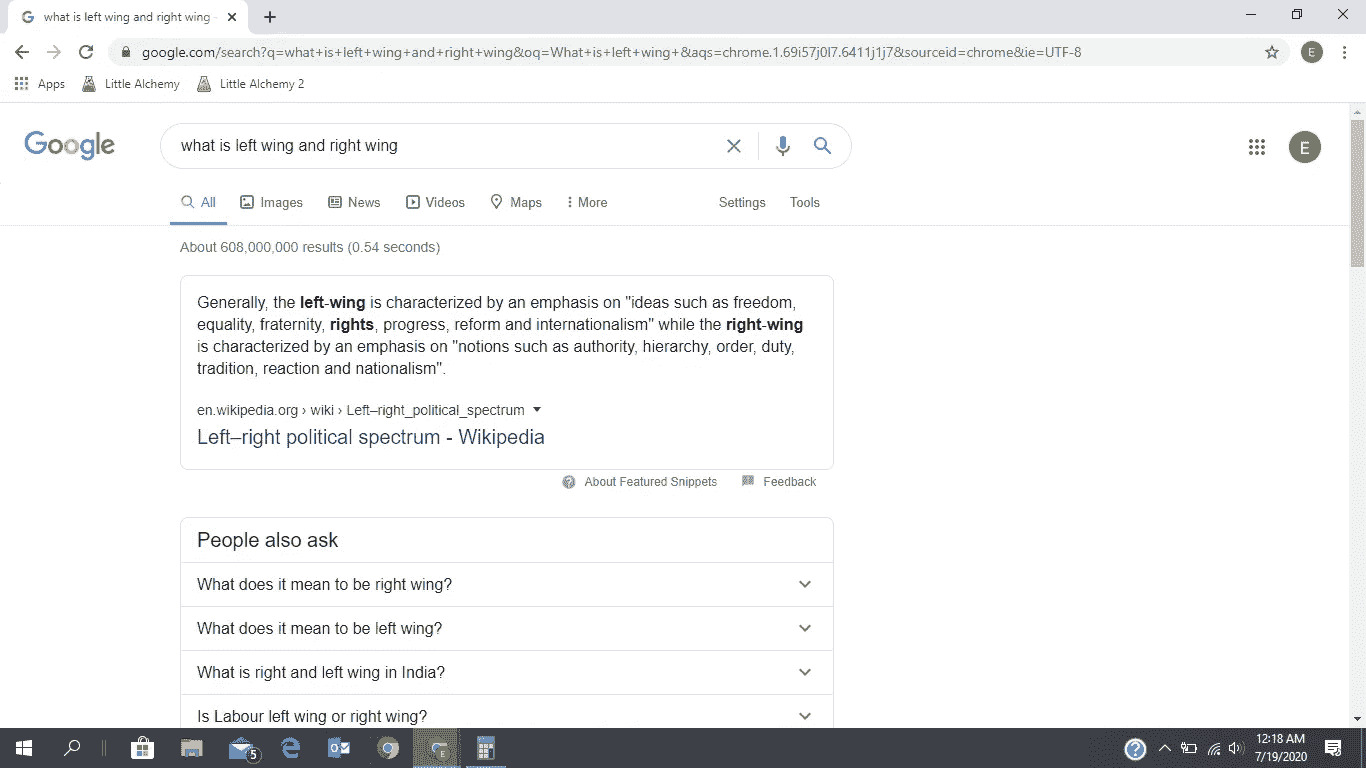 what is left wing and right wing -
google.com/search?q=what+is+left+wing+and+right+wing&oq=What+is+left+wing+&aqs=chrome.1.69i57j0l7.6411j1j7&sourceid=chrome&ie=UTF-8
E
Apps Little Alchemy Little Alchemy 2
Google
what is left wing and right wing
E
All Images News Videos Maps More Settings Tools
About 608,000,000 results (0.54 seconds)
Generally, the left-wing is characterized by an emphasis on "ideas such as freedom,
equality, fraternity, rights, progress, reform and internationalism" while the right-wing
is characterized by an emphasis on "notions such as authority, hierarchy, order, duty,
tradition, reaction and nationalism".
en.wikipedia.org › wiki › Left–right_political_spectrum
Left–right political spectrum - Wikipedia
About Featured Snippets Feedback
People also ask
What does it mean to be right wing?
What does it mean to be left wing?
What is right and left wing in India?
Is Labour left wing or right wing?
5
E
12:18 AM
7/19/2020